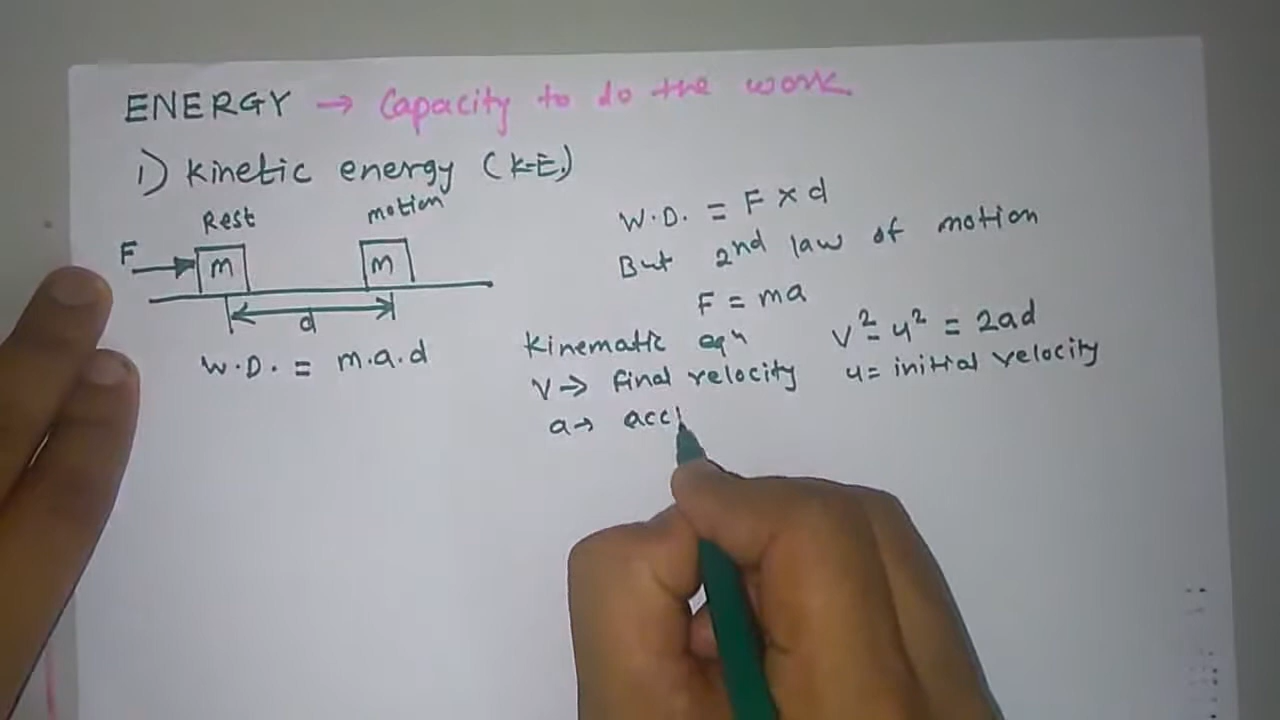 ENERGY → Capacity to do the work
1) Kinetic energy (K.E.)
Rest
motion
F
m
m
d
W.D. = m.a.d
W.D. = F × d
But 2nd law of motion
F = ma
Kinematic eqn v² - u² = 2ad
v → final velocity u = initial velocity
a → accl